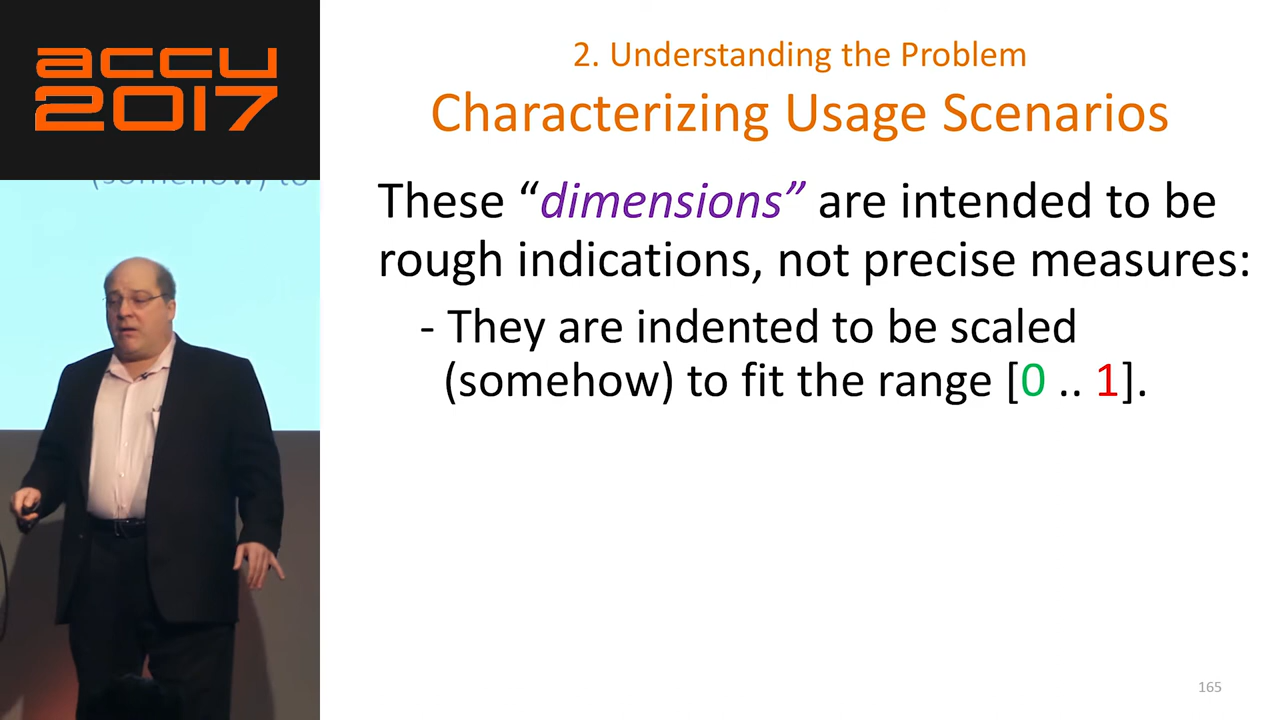 accu
2017
(somehow) to
2. Understanding the Problem
Characterizing Usage Scenarios
These “dimensions” are intended to be
rough indications, not precise measures:
- They are indented to be scaled
(somehow) to fit the range [0 .. 1].
165